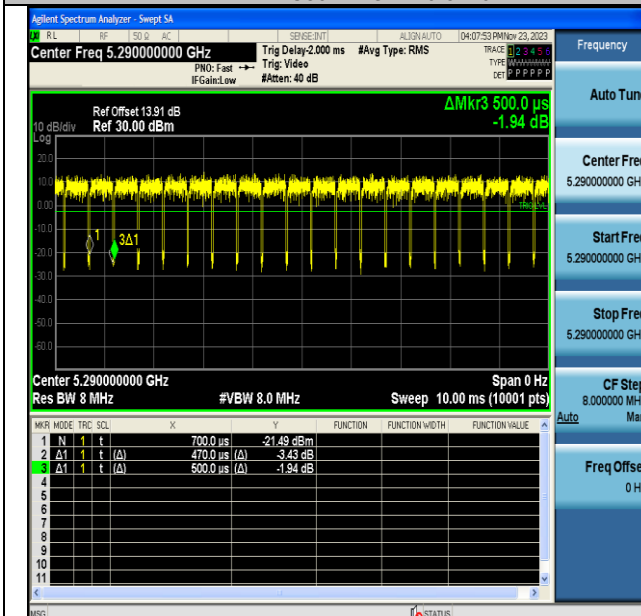 Agilent Spectrum Analyzer - Swept SA
LXI RL RF 50 Ω AC SENSE:INT ALIGN AUTO 04:07:53 PM Nov 23, 2023
Center Freq 5.290000000 GHz
PNO: Fast
IFGain:Low
Trig Delay-2.000 ms
Trig: Video
#Atten: 40 dB
#Avg Type: RMS
TRACE 1 2 3 4 5 6
TYPE
DET P P P P P P
Frequency
Auto Tun
Ref Offset 13.91 dB
Ref 30.00 dBm
10 dB/div
Log
ΔMkr3 500.0 µs
-1.94 dB
20.0
10.0
0.00
-10.0
-20.0
-30.0
-40.0
-50.0
-60.0
TRIG LVL
1
3Δ1
Center Fre
5.290000000 GH
Start Fre
5.290000000 GH
Stop Fre
5.290000000 GH
CF Ste
8.000000 MH
Auto Ma
Freq Offse
0 H
Center 5.290000000 GHz Span 0 Hz
Res BW 8 MHz #VBW 8.0 MHz Sweep 10.00 ms (10001 pts)
MKR MODE TRC SCL X Y FUNCTION FUNCTION WIDTH FUNCTION VALUE
1 N 1 t 700.0 µs -21.49 dBm
2 Δ1 1 t (Δ) 470.0 µs (Δ) -3.43 dB
3 Δ1 1 t (Δ) 500.0 µs (Δ) -1.94 dB
4
5
6
7
8
9
10
11
MSG STATUS